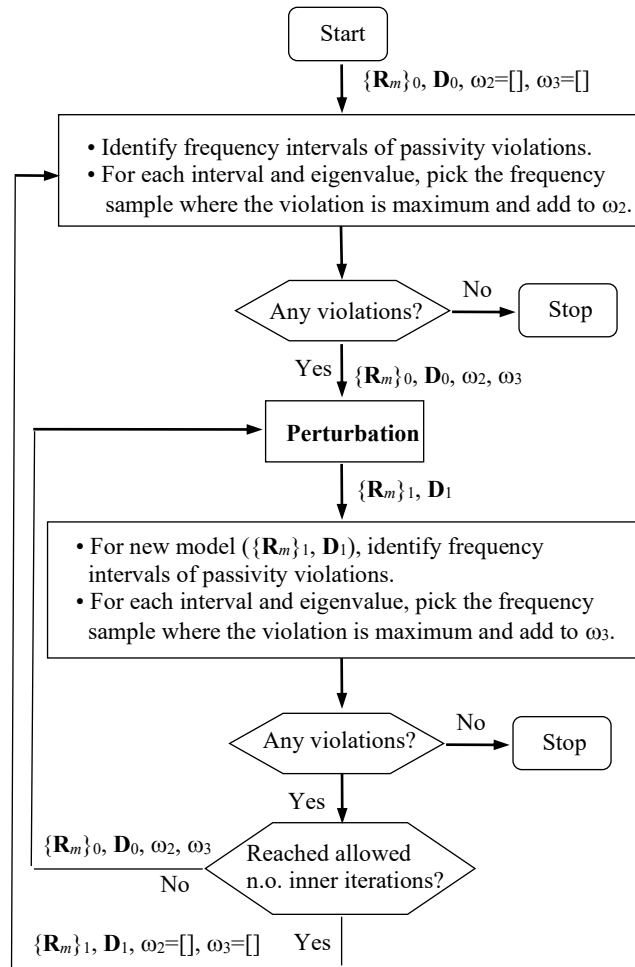 Start
{Rm}0, D0, ω2=[], ω3=[]
• Identify frequency intervals of passivity violations.
• For each interval and eigenvalue, pick the frequency
sample where the violation is maximum and add to ω2.
Any violations?
No
Stop
Yes
{Rm}0, D0, ω2, ω3
Perturbation
{Rm}1, D1
• For new model ({Rm}1, D1), identify frequency
intervals of passivity violations.
• For each interval and eigenvalue, pick the frequency
sample where the violation is maximum and add to ω3.
Any violations?
No
Stop
Yes
{Rm}0, D0, ω2, ω3
No
Reached allowed
n.o. inner iterations?
{Rm}1, D1, ω2=[], ω3=[]
Yes